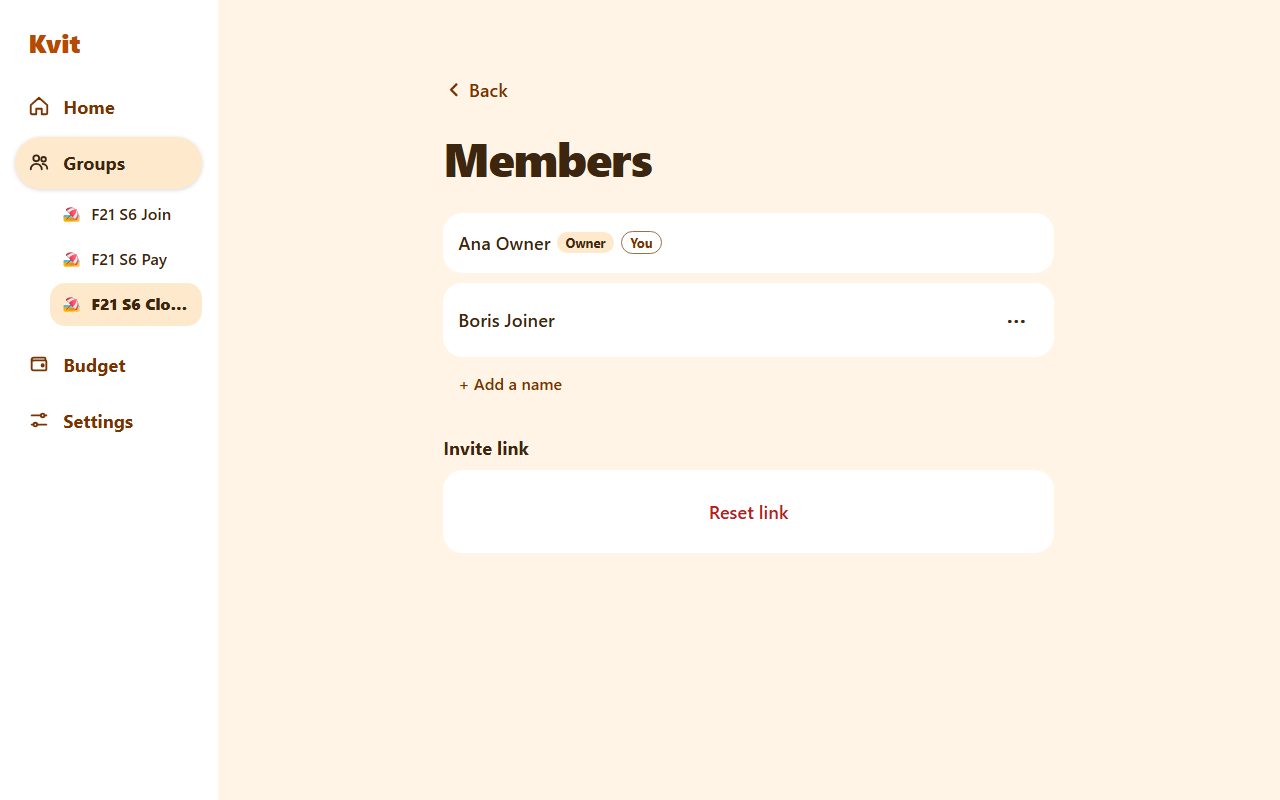 Kvit
Home
Groups
F21 S6 Join
F21 S6 Pay
F21 S6 Clo...
Budget
Settings
Back
Members
Ana Owner Owner You
Boris Joiner
+ Add a name
Invite link
Reset link